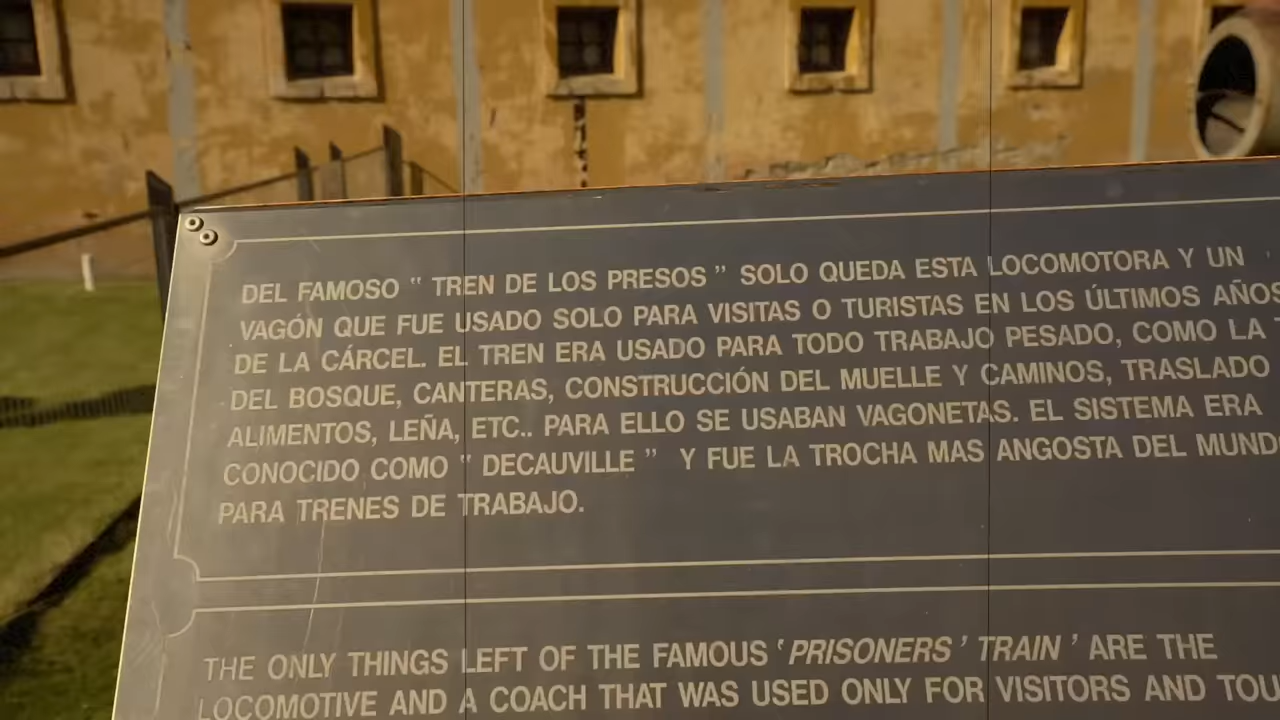 DEL FAMOSO " TREN DE LOS PRESOS " SOLO QUEDA ESTA LOCOMOTORA Y UN
VAGÓN QUE FUE USADO SOLO PARA VISITAS O TURISTAS EN LOS ÚLTIMOS AÑOS
DE LA CÁRCEL. EL TREN ERA USADO PARA TODO TRABAJO PESADO, COMO LA
DEL BOSQUE, CANTERAS, CONSTRUCCIÓN DEL MUELLE Y CAMINOS, TRASLADO
ALIMENTOS, LEÑA, ETC.. PARA ELLO SE USABAN VAGONETAS. EL SISTEMA ERA
CONOCIDO COMO " DECAUVILLE " Y FUE LA TROCHA MAS ANGOSTA DEL
PARA TRENES DE TRABAJO.
THE ONLY THINGS LEFT OF THE FAMOUS ' PRISONERS ' TRAIN ' ARE THE
LOCOMOTIVE AND A COACH THAT WAS USED ONLY FOR VISITORS AND